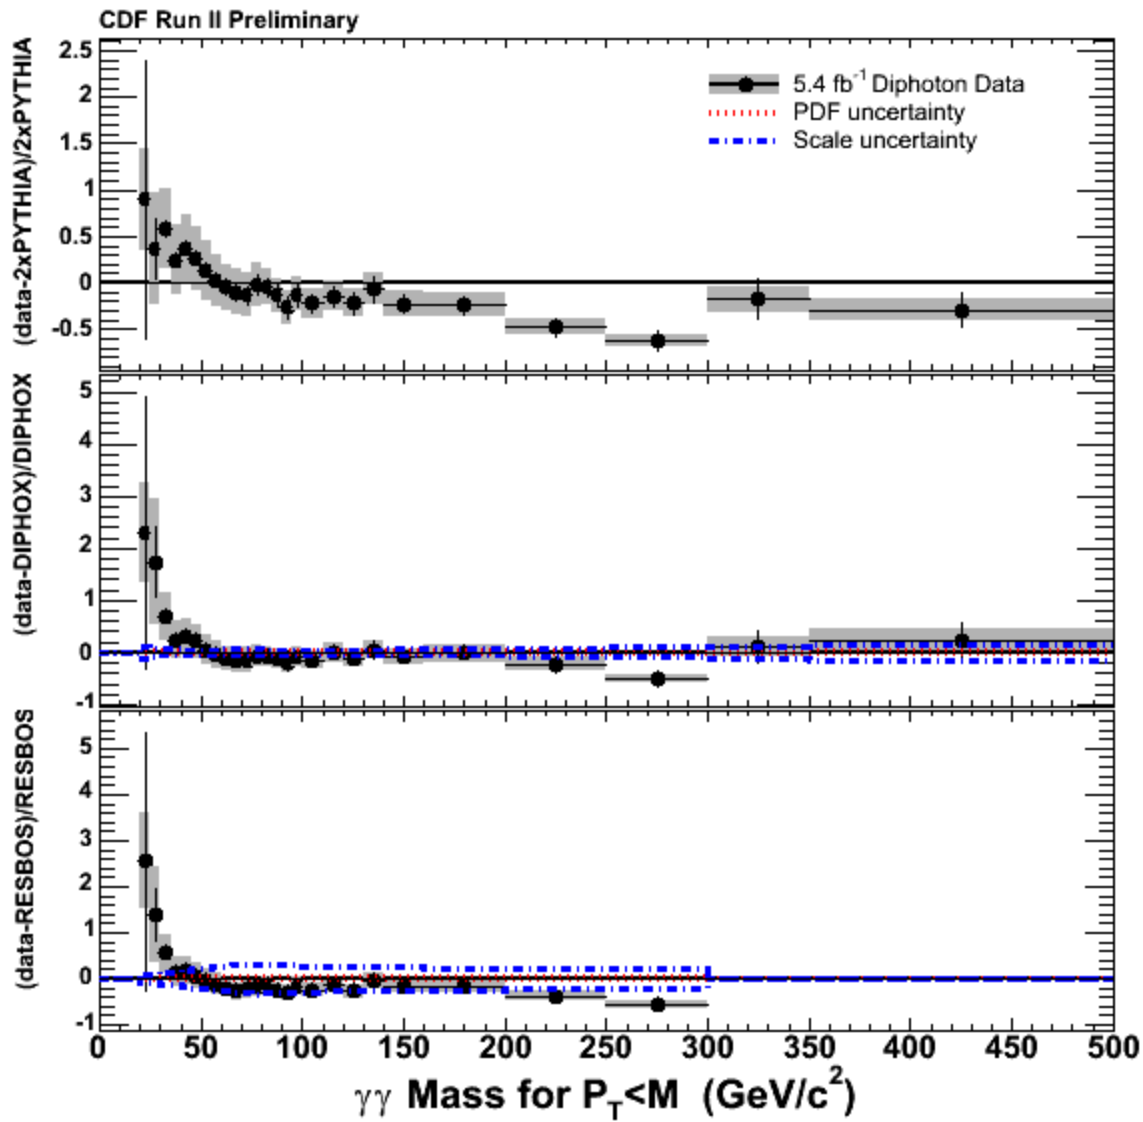 CDF Run II Preliminary
(data-2xPYTHIA)/2xPYTHIA
2.5
2
1.5
1
0.5
0
-0.5
5.4 fb-1 Diphoton Data
PDF uncertainty
Scale uncertainty
(data-DIPHOX)/DIPHOX
5
4
3
2
1
0
-1
(data-RESBOS)/RESBOS
5
4
3
2
1
0
-1
0 50 100 150 200 250 300 350 400 450 500
γγ Mass for PT<M (GeV/c2)